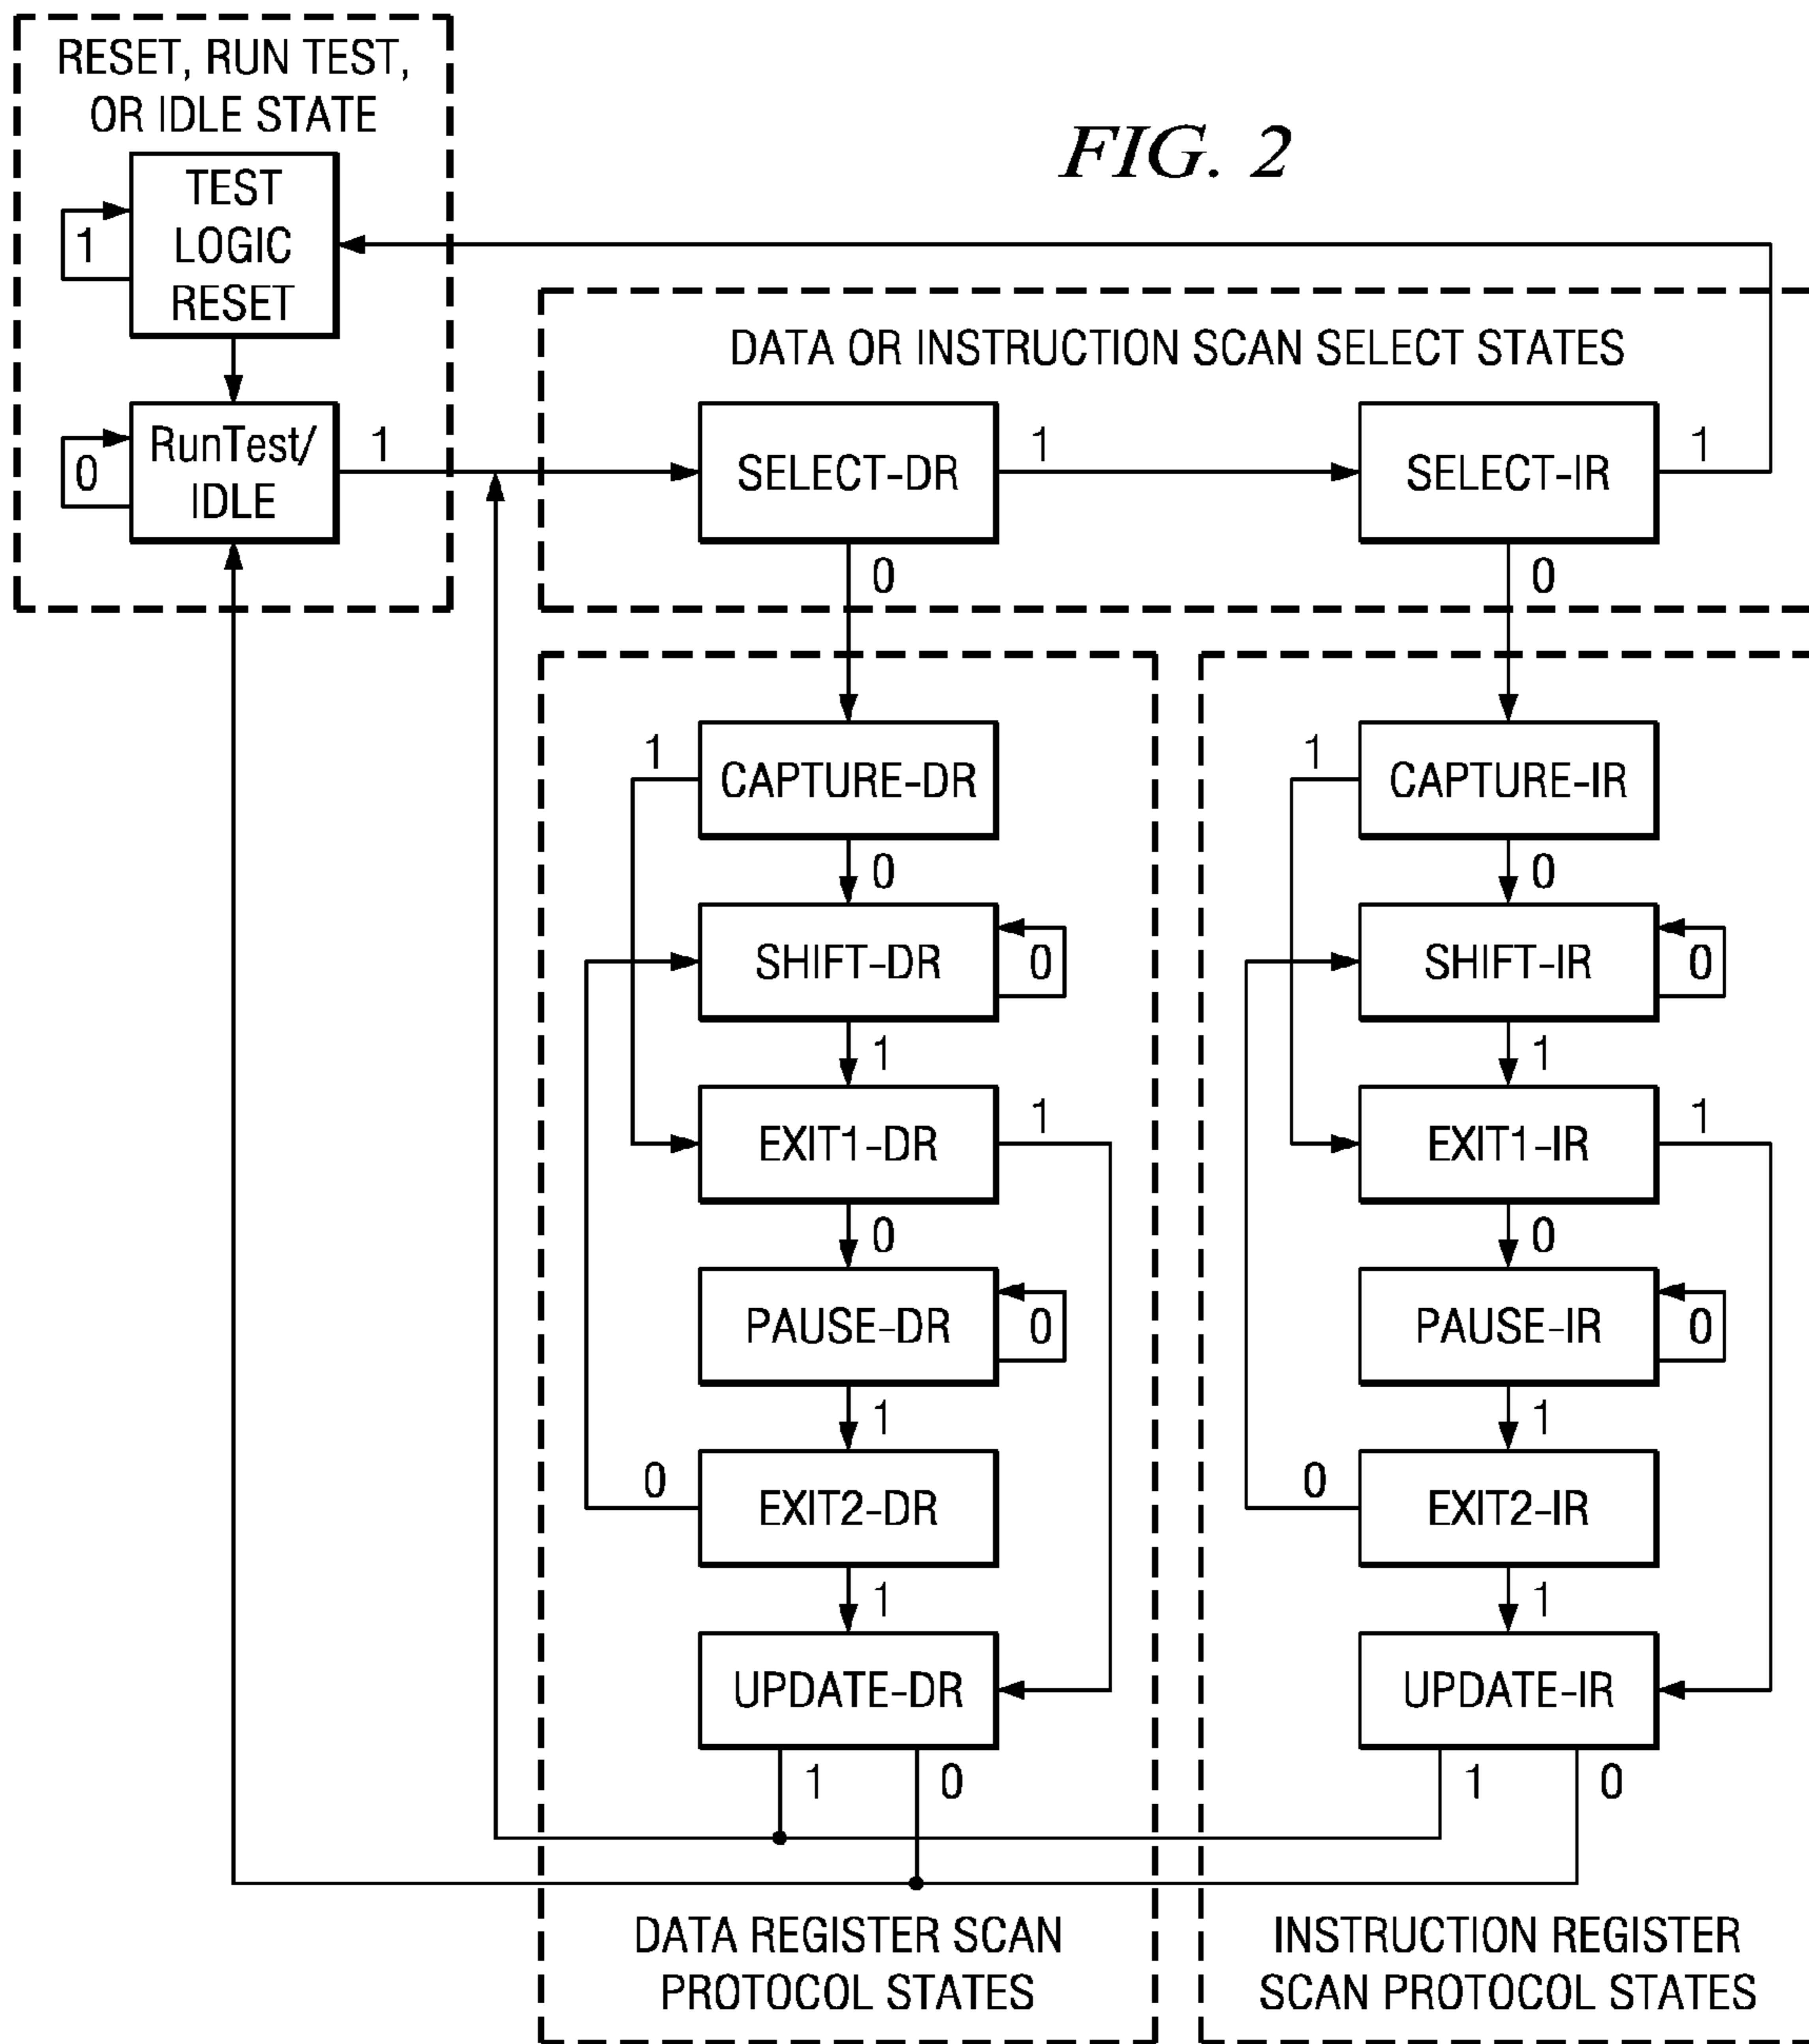 RESET, RUN TEST,
OR IDLE STATE
FIG. 2
TEST
LOGIC
RESET
1
DATA OR INSTRUCTION SCAN SELECT STATES
RunTest/
IDLE
0
1
SELECT-DR
1
SELECT-IR
1
0
0
1
CAPTURE-DR
1
CAPTURE-IR
0
0
SHIFT-DR
0
SHIFT-IR
0
1
1
EXIT1-DR
1
EXIT1-IR
1
0
0
PAUSE-DR
0
PAUSE-IR
0
1
1
0
EXIT2-DR
0
EXIT2-IR
1
1
UPDATE-DR
UPDATE-IR
1
0
1
0
DATA REGISTER SCAN
PROTOCOL STATES
INSTRUCTION REGISTER
SCAN PROTOCOL STATES